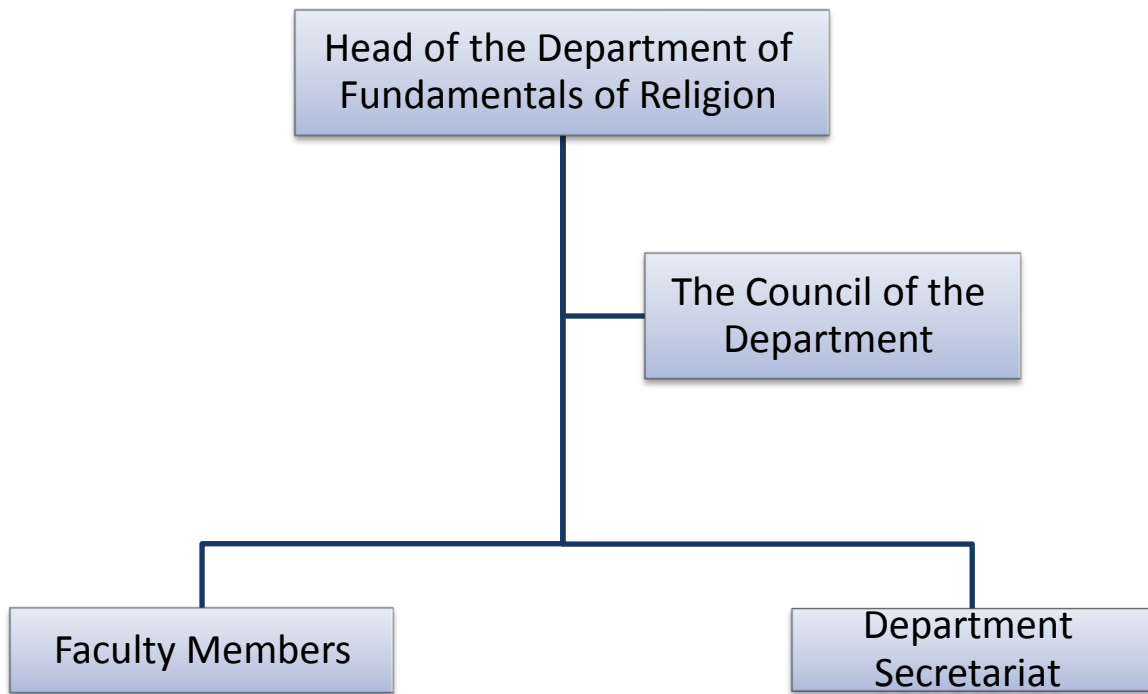 Head of the Department of
Fundamentals of Religion
The Council of the
Department
Faculty Members
Department
Secretariat